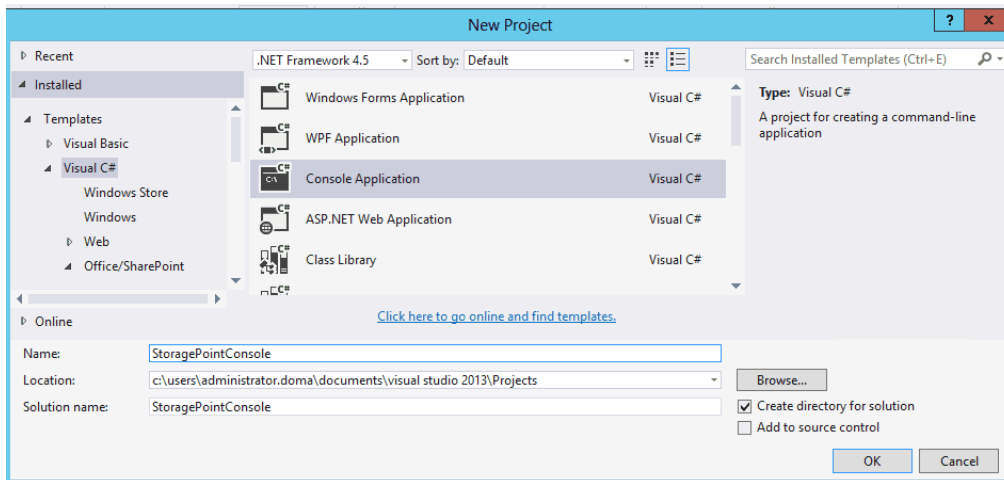 New Project
? x
Recent
.NET Framework 4.5 Sort by: Default
Search Installed Templates (Ctrl+E)
Installed
Templates
Visual Basic
Visual C#
Windows Store
Windows
Web
Office/SharePoint
Online
C# Windows Forms Application Visual C#
C# WPF Application Visual C#
C# C:\ Console Application Visual C#
C# ASP.NET Web Application Visual C#
C# Class Library Visual C#
C#
Type: Visual C#
A project for creating a command-line
application
Click here to go online and find templates.
Name: StoragePointConsole
Location: c:\users\administrator.doma\documents\visual studio 2013\Projects
Browse...
Solution name: StoragePointConsole
Create directory for solution
Add to source control
OK Cancel